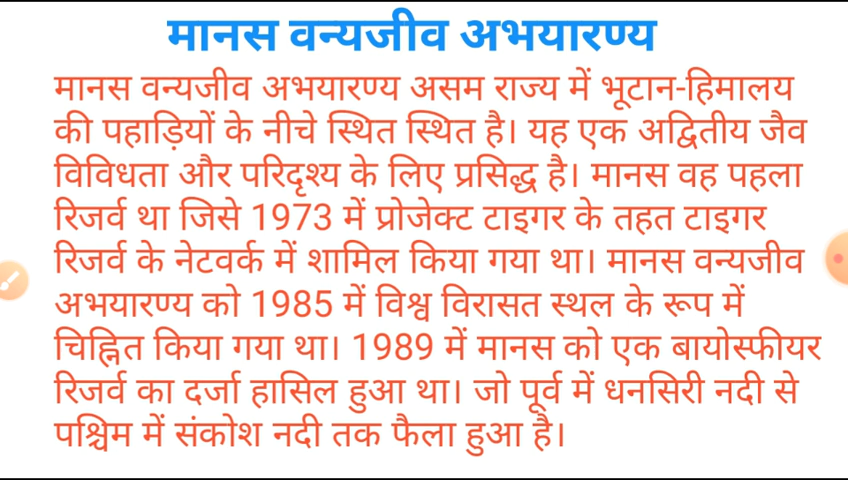 मानस वन्यजीव अभयारण्य
मानस वन्यजीव अभयारण्य असम राज्य में भूटान-हिमालय
की पहाड़ियों के नीचे स्थित स्थित है। यह एक अद्वितीय जैव
विविधता और परिदृश्य के लिए प्रसिद्ध है। मानस वह पहला
रिजर्व था जिसे 1973 में प्रोजेक्ट टाइगर के तहत टाइगर
रिजर्व के नेटवर्क में शामिल किया गया था। मानस वन्यजीव
अभयारण्य को 1985 में विश्व विरासत स्थल के रूप में
चिह्नित किया गया था। 1989 में मानस को एक बायोस्फीयर
रिजर्व का दर्जा हासिल हुआ था। जो पूर्व में धनसिरी नदी से
पश्चिम में संकोश नदी तक फैला हुआ है।